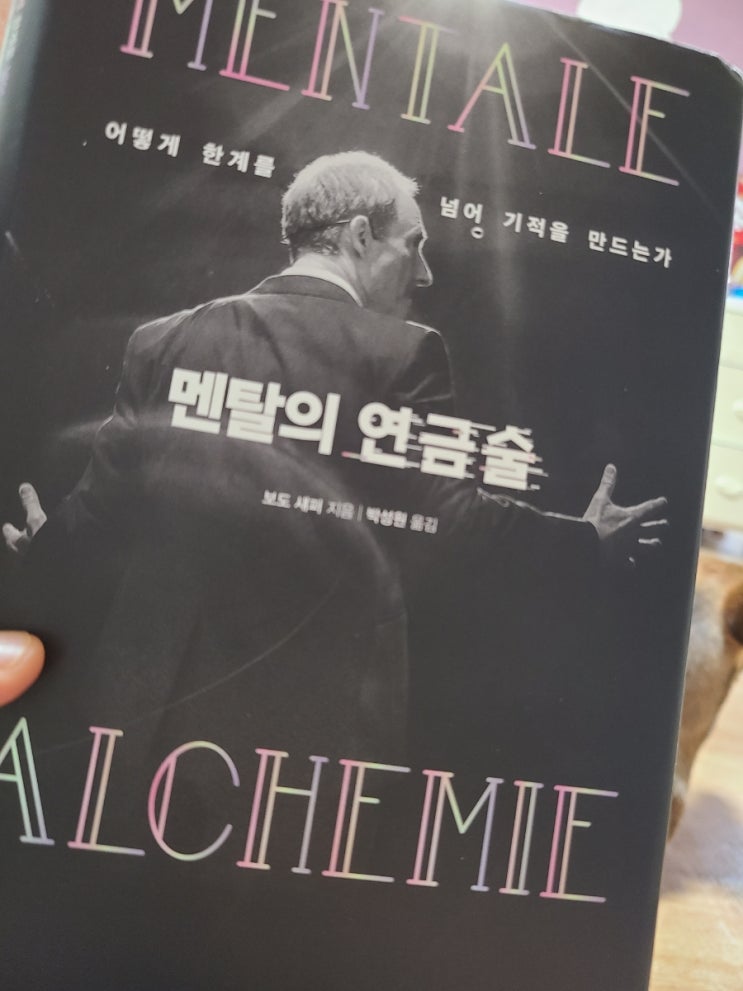 MENTALE
어떻게 한계를 넘어 기적을 만드는가
멘탈의 연금술
보도 섀퍼 지음 | 박성원 옮김
ALCHEMIE